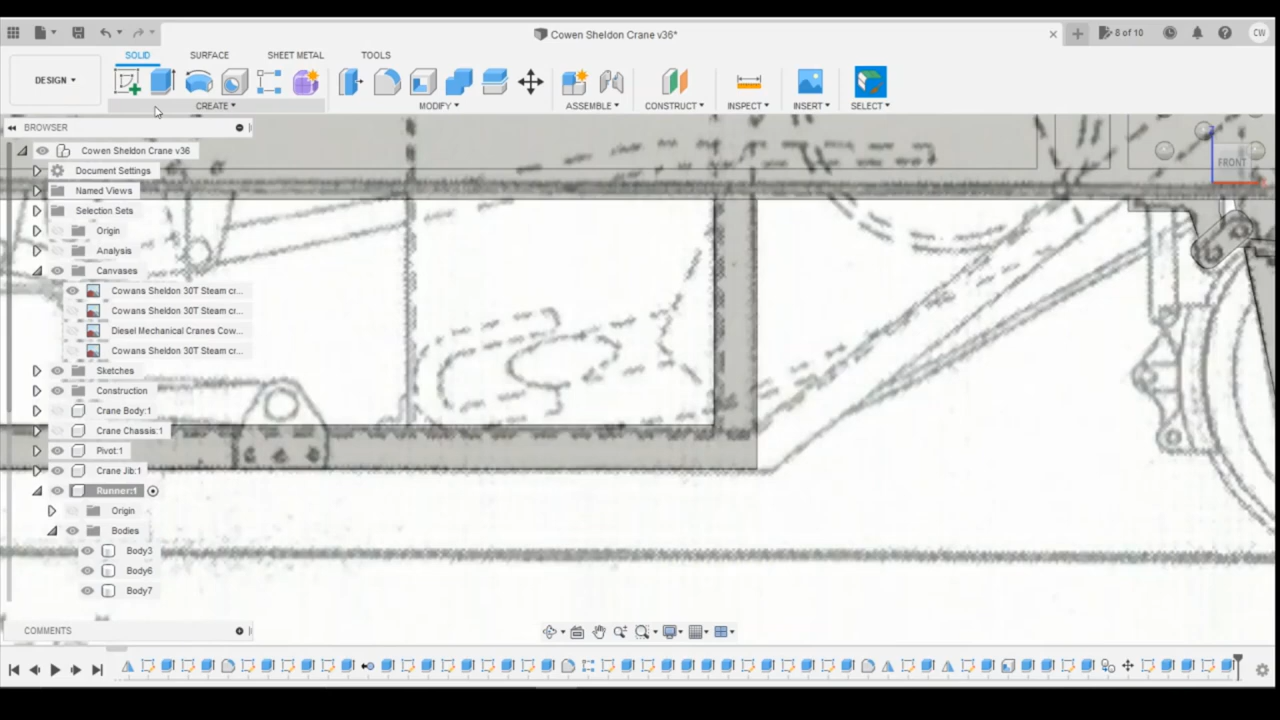 Cowen Sheldon Crane v36*
8 of 10
CW
SOLID
SURFACE
SHEET METAL
TOOLS
DESIGN
CREATE
MODIFY
ASSEMBLE
CONSTRUCT
INSPECT
INSERT
SELECT
BROWSER
Cowen Sheldon Crane v36
Document Settings
Named Views
Selection Sets
Origin
Analysis
Canvases
Cowans Sheldon 30T Steam cr...
Cowans Sheldon 30T Steam cr...
Diesel Mechanical Cranes Cow...
Cowans Sheldon 30T Steam cr...
Sketches
Construction
Crane Body:1
Crane Chassis:1
Pivot:1
Crane Jib:1
Runner:1
Origin
Bodies
Body3
Body6
Body7
FRONT
COMMENTS